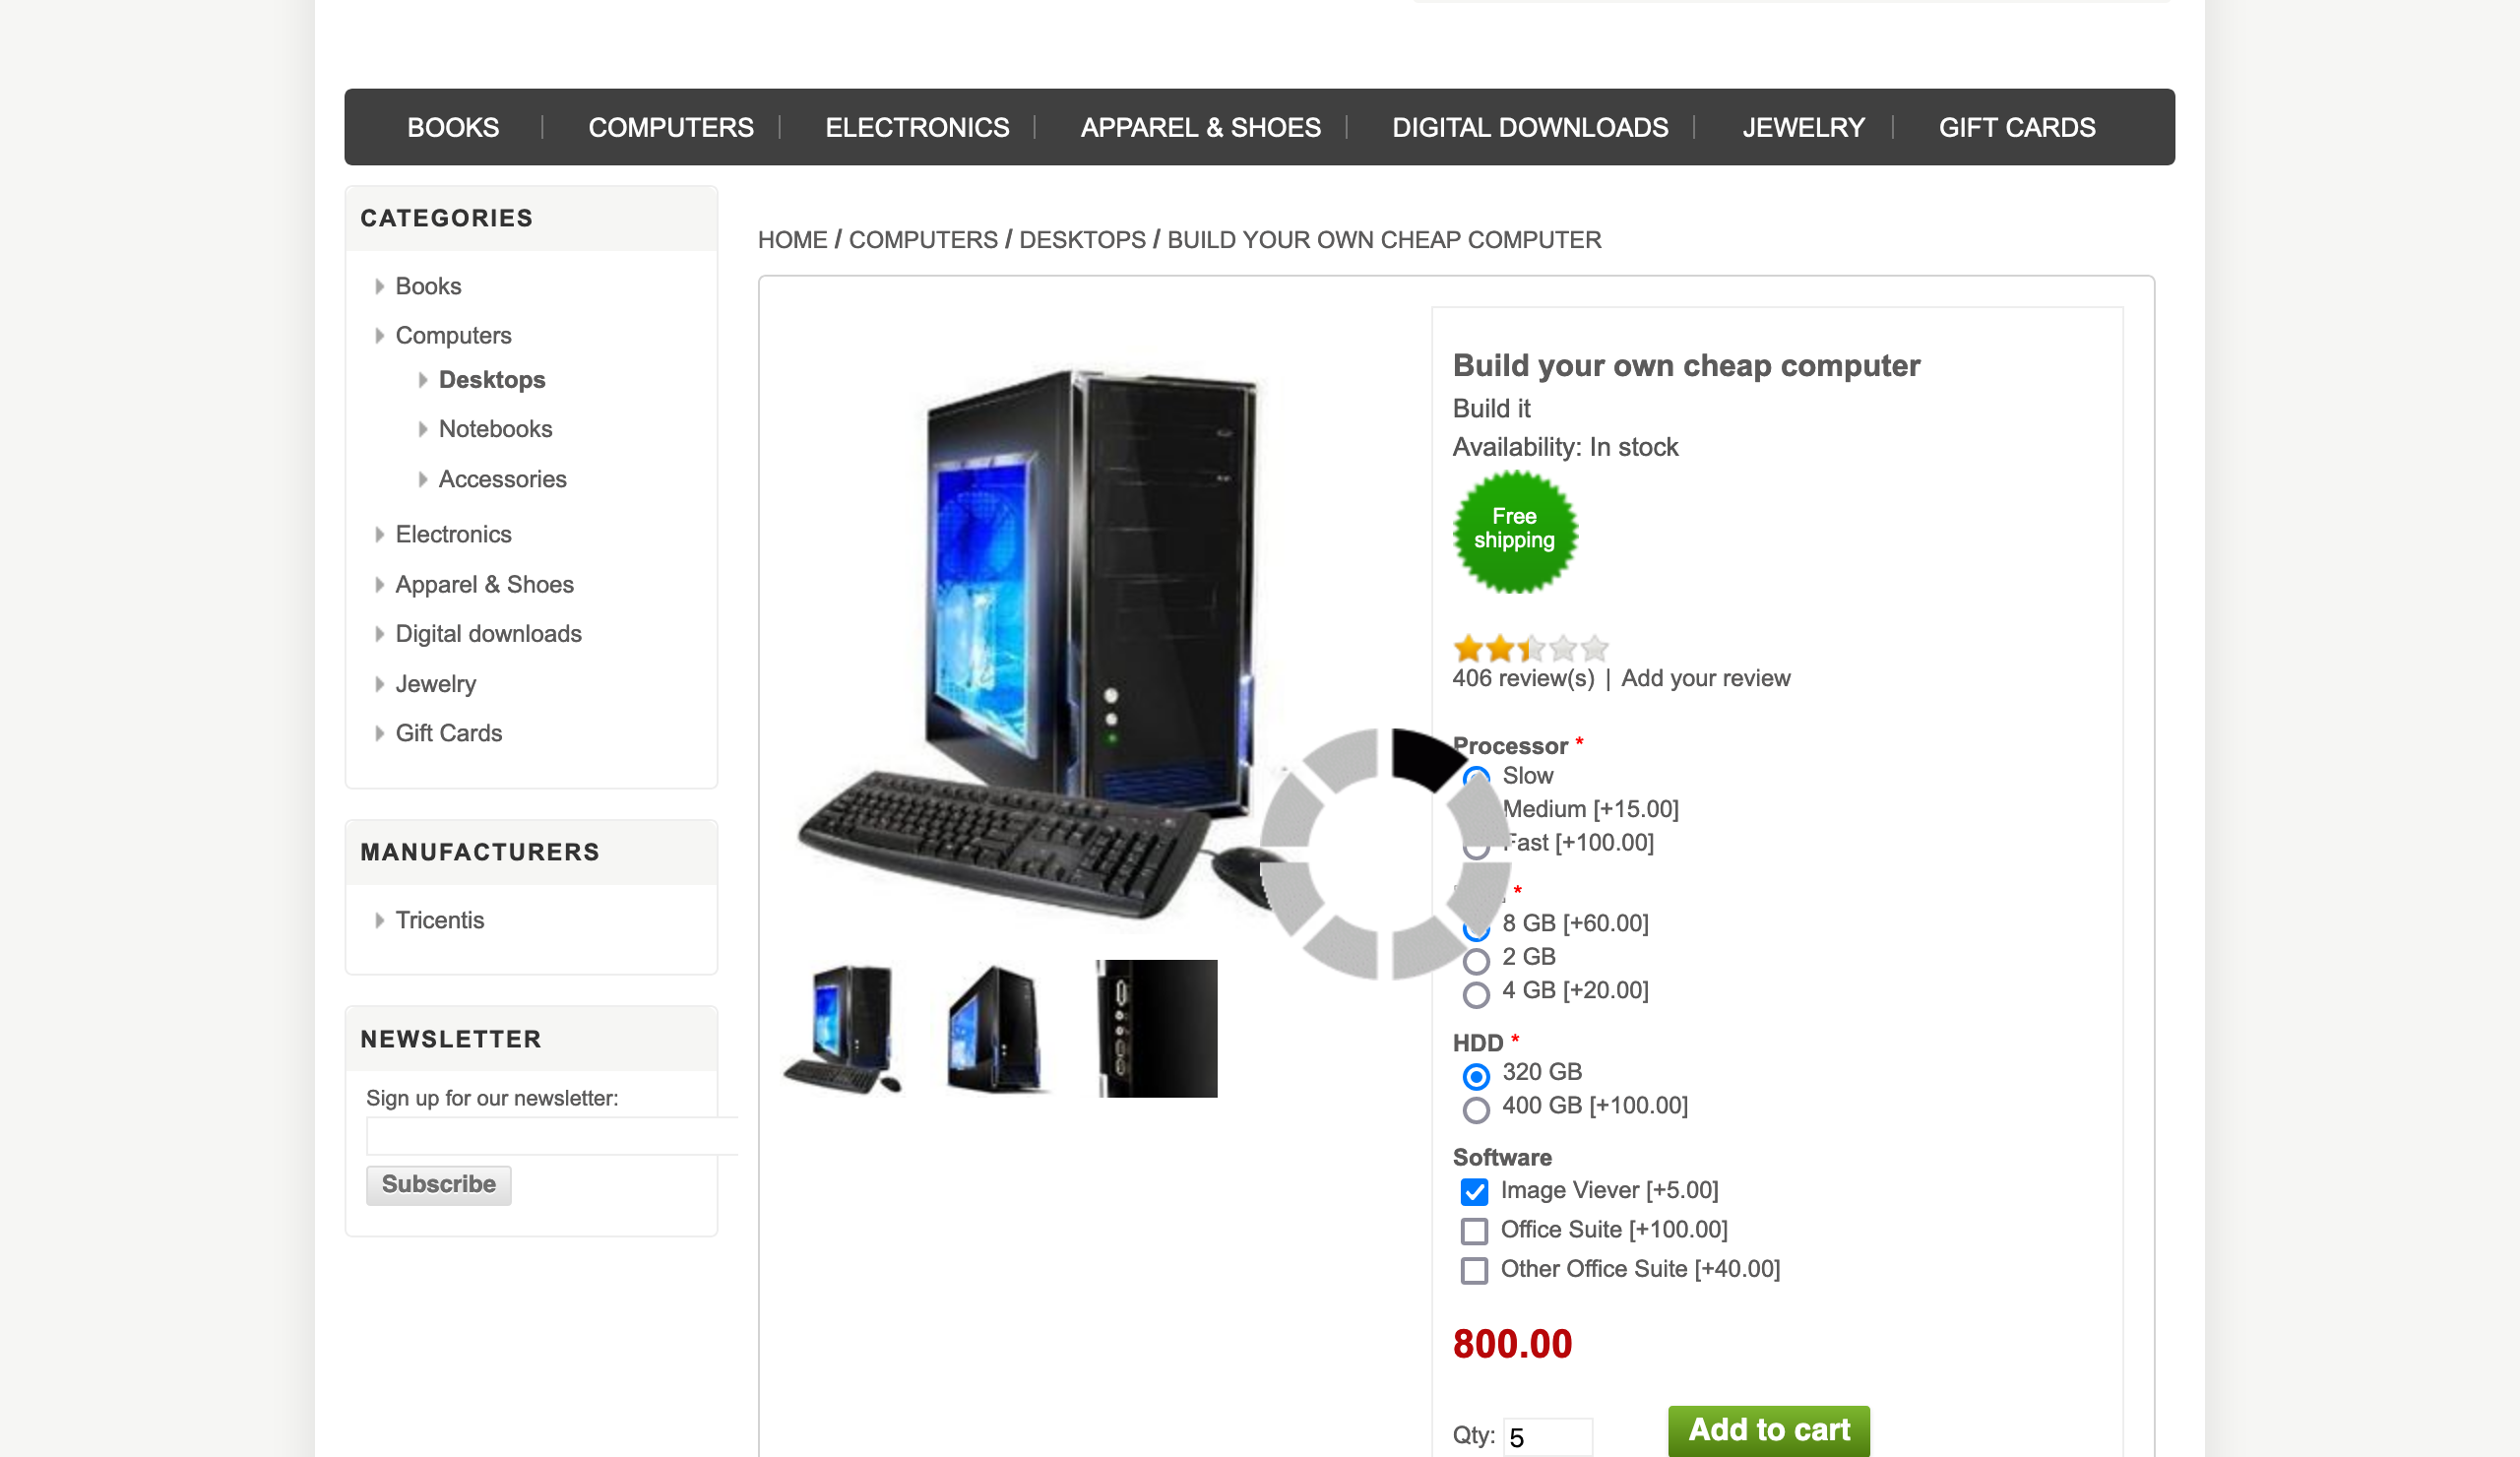 BOOKS COMPUTERS ELECTRONICS APPAREL & SHOES DIGITAL DOWNLOADS JEWELRY GIFT CARDS
CATEGORIES
Books
Computers
Desktops
Notebooks
Accessories
Electronics
Apparel & Shoes
Digital downloads
Jewelry
Gift Cards
MANUFACTURERS
Tricentis
NEWSLETTER
Sign up for our newsletter:
Subscribe
HOME / COMPUTERS / DESKTOPS / BUILD YOUR OWN CHEAP COMPUTER
Build your own cheap computer
Build it
Availability: In stock
Free
shipping
406 review(s) | Add your review
Processor *
Slow
Medium [+15.00]
Fast [+100.00]
*
8 GB [+60.00]
2 GB
4 GB [+20.00]
HDD *
320 GB
400 GB [+100.00]
Software
Image Viever [+5.00]
Office Suite [+100.00]
Other Office Suite [+40.00]
800.00
Qty: 5 Add to cart